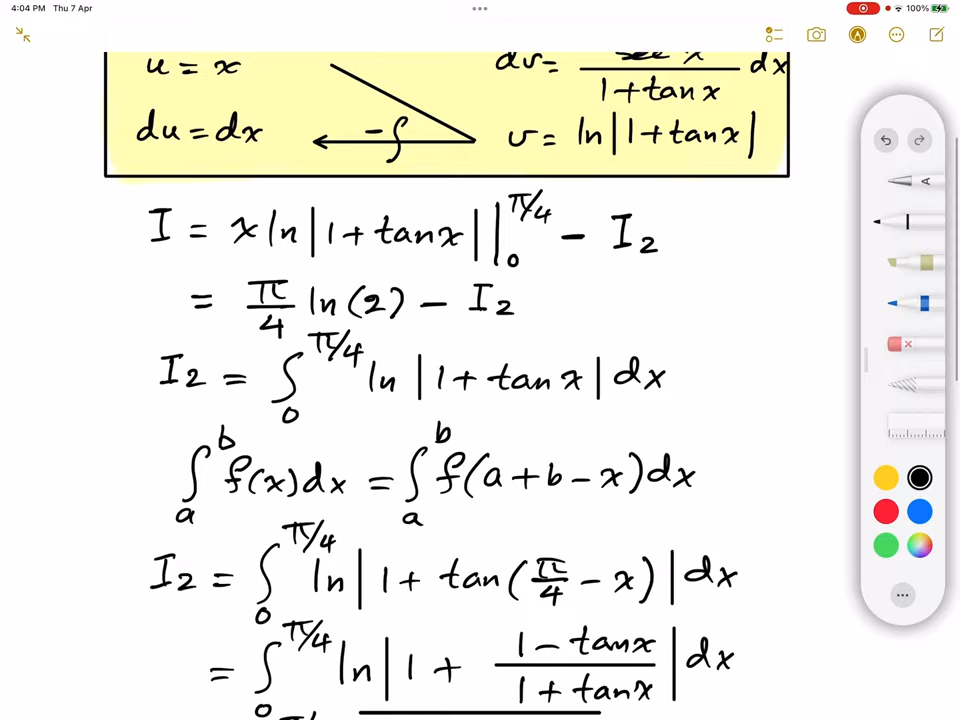 4:04 PM Thu 7 Apr
100%
u = x
dv = sec x / 1 + tan x dx
du = dx
-∫
v = ln|1 + tan x|
I = x ln|1 + tan x| |₀^π/4 − I₂
= π/4 ln(2) − I₂
I₂ = ∫₀^π/4 ln|1 + tan x| dx
∫ₐ^b f(x)dx = ∫ₐ^b f(a + b − x)dx
I₂ = ∫₀^π/4 ln|1 + tan(π/4 − x)| dx
= ∫₀^π/4 ln|1 + 1 − tan x / 1 + tan x| dx